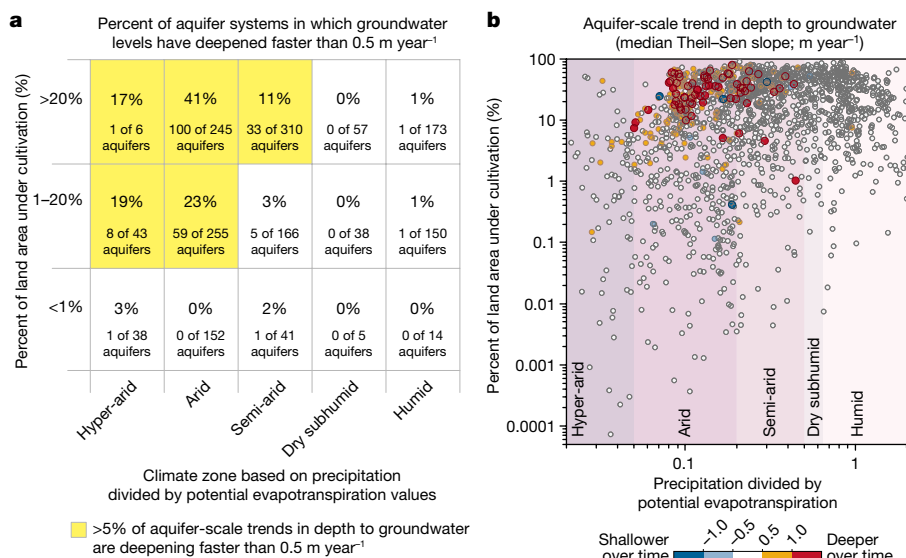 a
Percent of aquifer systems in which groundwater
levels have deepened faster than 0.5 m year⁻¹
Percent of land area under cultivation (%)
>20%
17%
41%
11%
0%
1%
1 of 6
aquifers
100 of 245
aquifers
33 of 310
aquifers
0 of 57
aquifers
1 of 173
aquifers
1–20%
19%
23%
3%
0%
1%
8 of 43
aquifers
59 of 255
aquifers
5 of 166
aquifers
0 of 38
aquifers
1 of 150
aquifers
<1%
3%
0%
2%
0%
0%
1 of 38
aquifers
0 of 152
aquifers
1 of 41
aquifers
0 of 5
aquifers
0 of 14
aquifers
Hyper-arid
Arid
Semi-arid
Dry subhumid
Humid
Climate zone based on precipitation
divided by potential evapotranspiration values
>5% of aquifer-scale trends in depth to groundwater
are deepening faster than 0.5 m year⁻¹
b
Aquifer-scale trend in depth to groundwater
(median Theil–Sen slope; m year⁻¹)
Percent of land area under cultivation (%)
100
10
1
0.1
0.01
0.001
0.0001
Hyper-arid
Arid
Semi-arid
Dry subhumid
Humid
0.1
1
Precipitation divided by
potential evapotranspiration
Shallower
over time
−1.0
−0.5
0.5
1.0
Deeper
over time